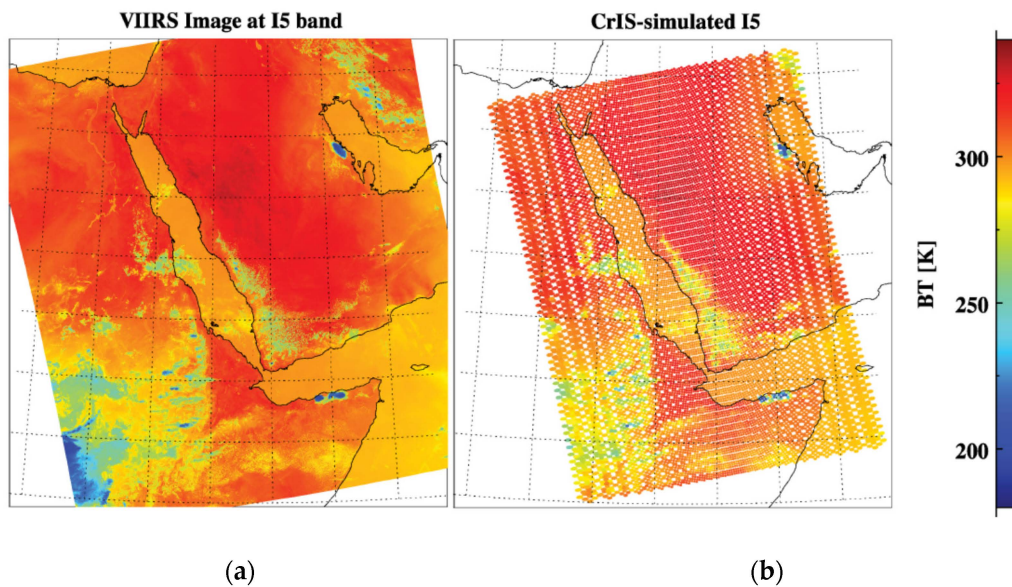 VIIRS Image at I5 band
CrIS-simulated I5
300
250
200
BT [K]
(a)
(b)